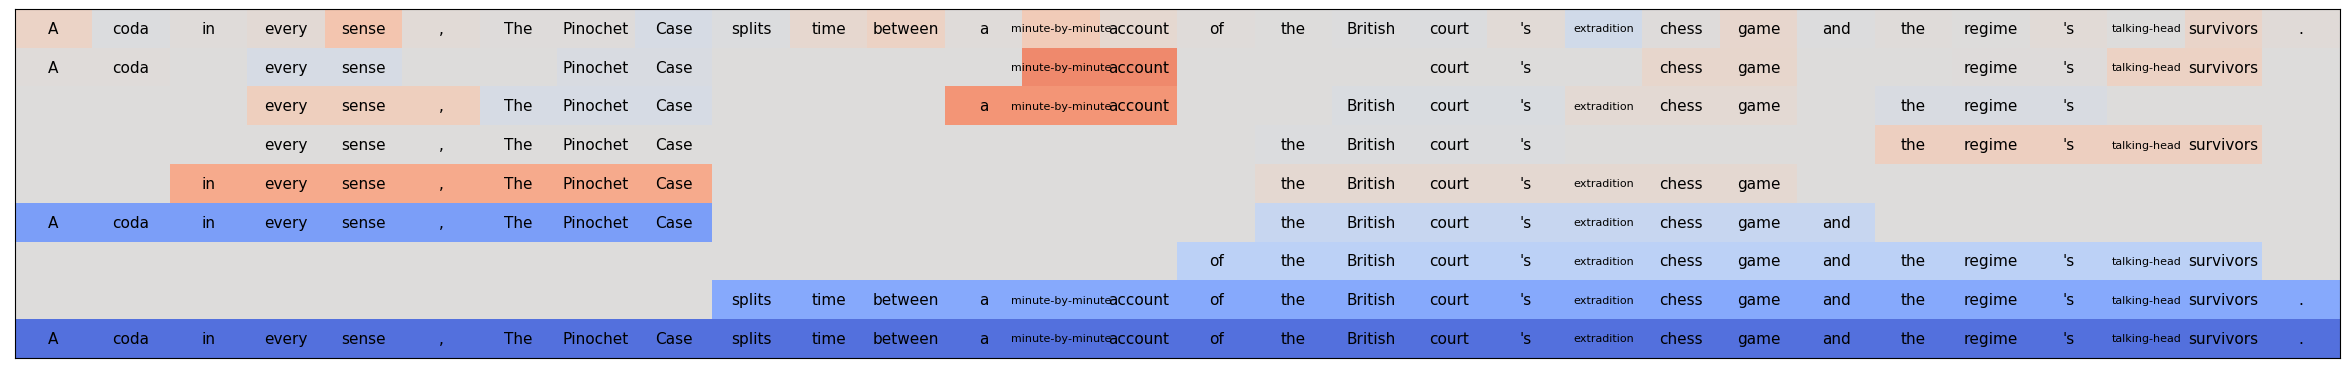 A coda in every sense , The Pinochet Case splits time between a minute-by-minute account of the British court 's extradition chess game and the regime 's talking-head survivors .
A coda every sense Pinochet Case minute-by-minute account court 's chess game regime 's talking-head survivors
every sense , The Pinochet Case a minute-by-minute account British court 's extradition chess game the regime 's
every sense , The Pinochet Case the British court 's the regime 's talking-head survivors
in every sense , The Pinochet Case the British court 's extradition chess game
A coda in every sense , The Pinochet Case the British court 's extradition chess game and
of the British court 's extradition chess game and the regime 's talking-head survivors
splits time between a minute-by-minute account of the British court 's extradition chess game and the regime 's talking-head survivors .
A coda in every sense , The Pinochet Case splits time between a minute-by-minute account of the British court 's extradition chess game and the regime 's talking-head survivors .